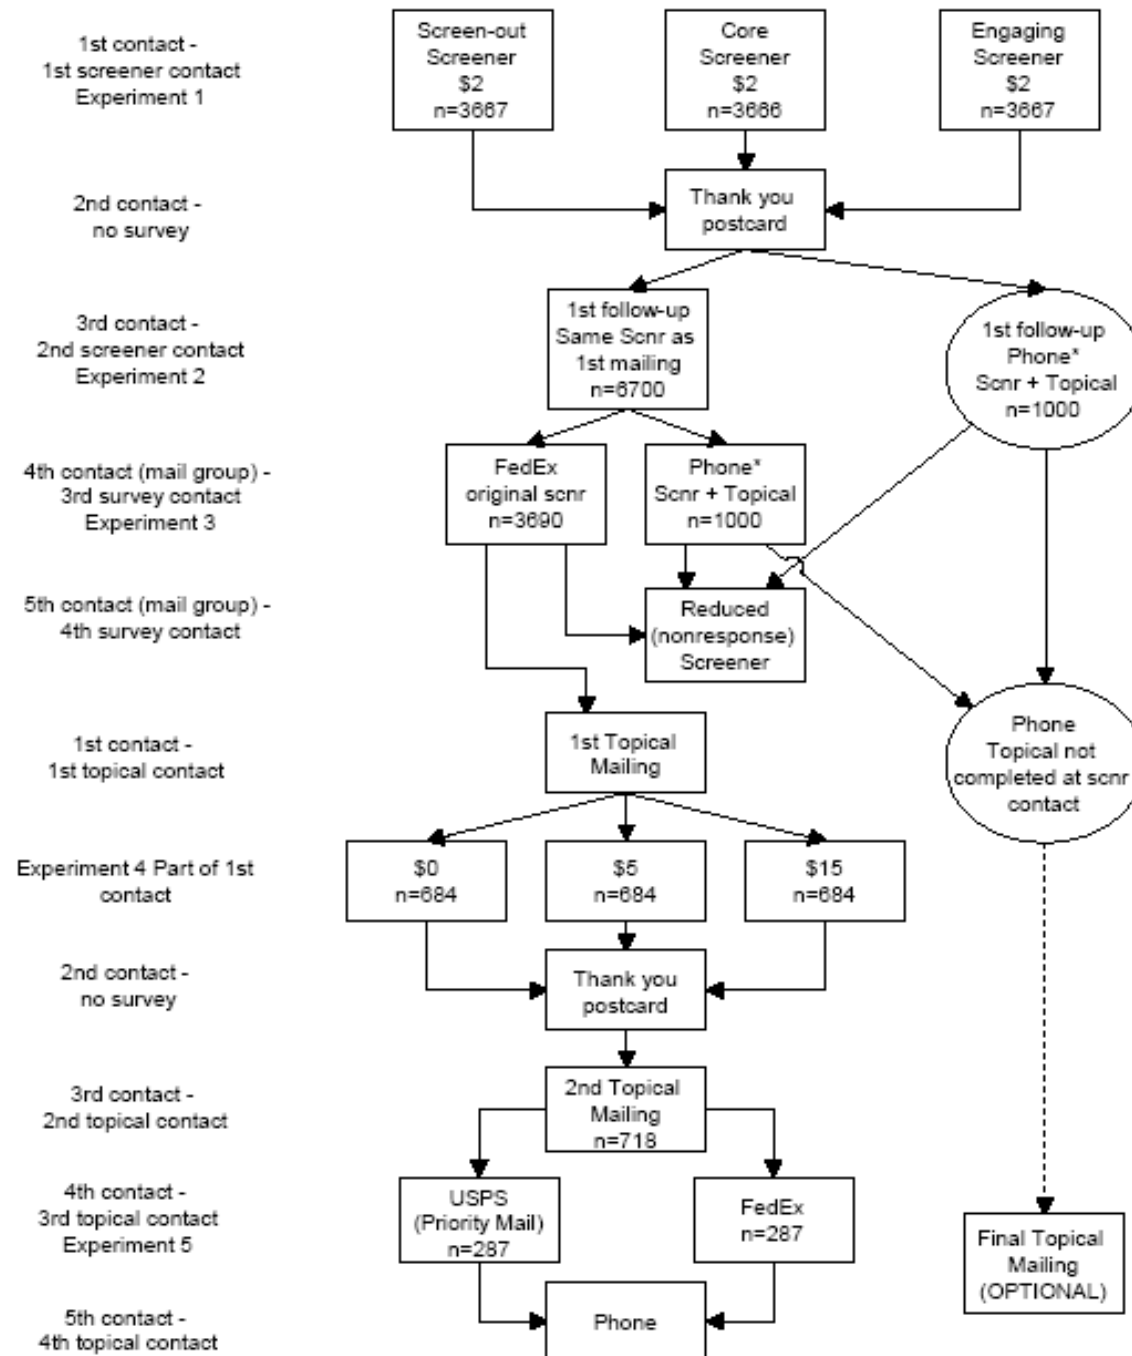 1st contact -
1st screener contact
Experiment 1
Screen-out
Screener
$2
n=3667
Core
Screener
$2
n=3666
Engaging
Screener
$2
n=3667
2nd contact -
no survey
Thank you
postcard
3rd contact -
2nd screener contact
Experiment 2
1st follow-up
Same Scnr as
1st mailing
n=6700
1st follow-up
Phone*
Scnr + Topical
n=1000
4th contact (mail group) -
3rd survey contact
Experiment 3
FedEx
original scnr
n=3690
Phone*
Scnr + Topical
n=1000
5th contact (mail group) -
4th survey contact
Reduced
(nonresponse)
Screener
1st contact -
1st topical contact
1st Topical
Mailing
Phone
Topical not
completed at scnr
contact
Experiment 4 Part of 1st
contact
$0
n=684
$5
n=684
$15
n=684
2nd contact -
no survey
Thank you
postcard
3rd contact -
2nd topical contact
2nd Topical
Mailing
n=718
4th contact -
3rd topical contact
Experiment 5
USPS
(Priority Mail)
n=287
FedEx
n=287
Final Topical
Mailing
(OPTIONAL)
5th contact -
4th topical contact
Phone